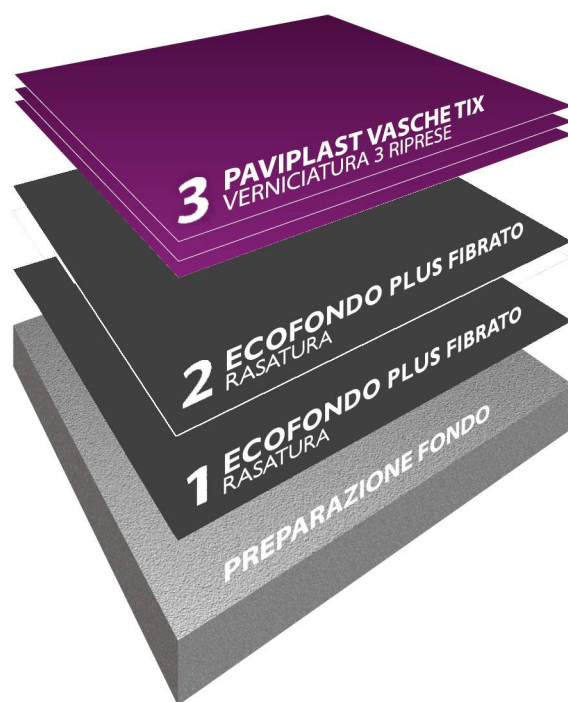 3 PAVIPLAST VASCHE TIX
VERNICIATURA 3 RIPRESE
2 ECOFONDO PLUS FIBRATO
RASATURA
1 ECOFONDO PLUS FIBRATO
RASATURA
PREPARAZIONE FONDO